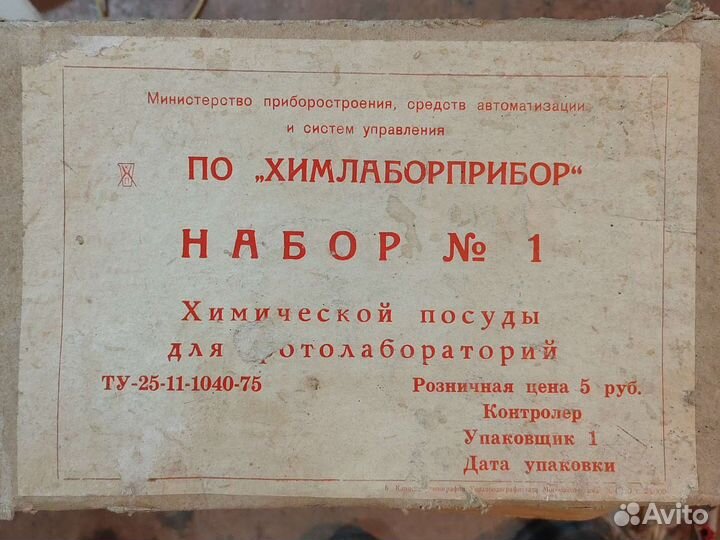 Министерство приборостроения, средств автоматизации
и систем управления
ПО „ХИМЛАБОРПРИБОР“
НАБОР № 1
Химической посуды
для фотолабораторий
ТУ-25-11-1040-75
Розничная цена 5 руб.
Контролер
Упаковщик 1
Дата упаковки
Avito